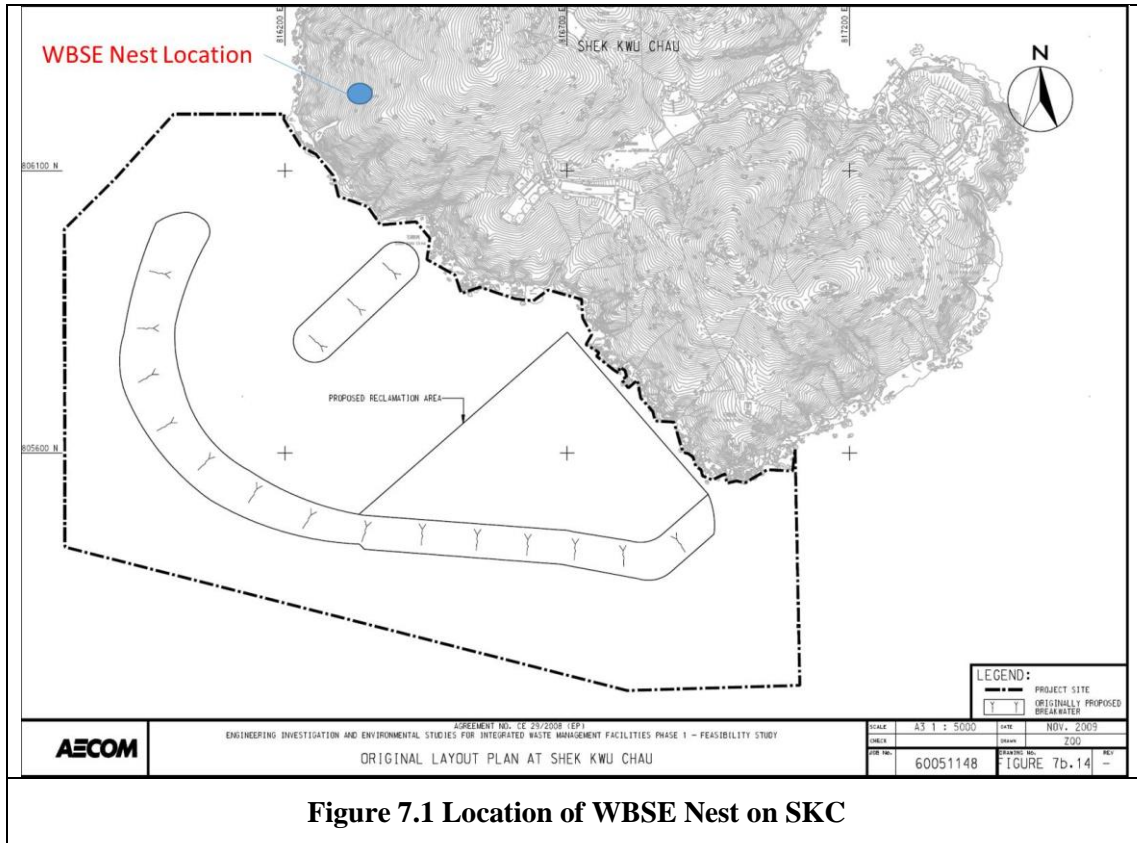 816200 E
816700 E
817200 E
SHEK KWU CHAU
WBSE Nest Location
N
806100 N
PROPOSED RECLAMATION AREA
805600 N
LEGEND:
PROJECT SITE
ORIGINALLY PROPOSED
BREAKWATER
AECOM
AGREEMENT NO. CE 29/2008 (EP)
ENGINEERING INVESTIGATION AND ENVIRONMENTAL STUDIES FOR INTEGRATED WASTE MANAGEMENT FACILITIES PHASE 1 - FEASIBILITY STUDY
ORIGINAL LAYOUT PLAN AT SHEK KWU CHAU
SCALE A3 1 : 5000 DATE NOV. 2009
CHECK DRAWN ZOO
JOB No. 60051148 DRAWING No. FIGURE 7b.14 REV -
Figure 7.1 Location of WBSE Nest on SKC